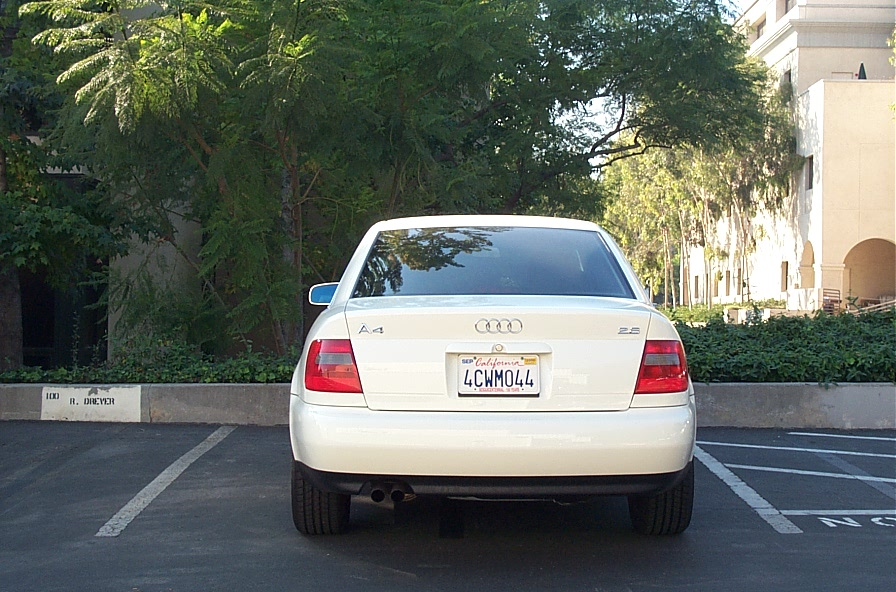 A4
2.8
SEP
California
4CWM044
100 R. DREYER
NO